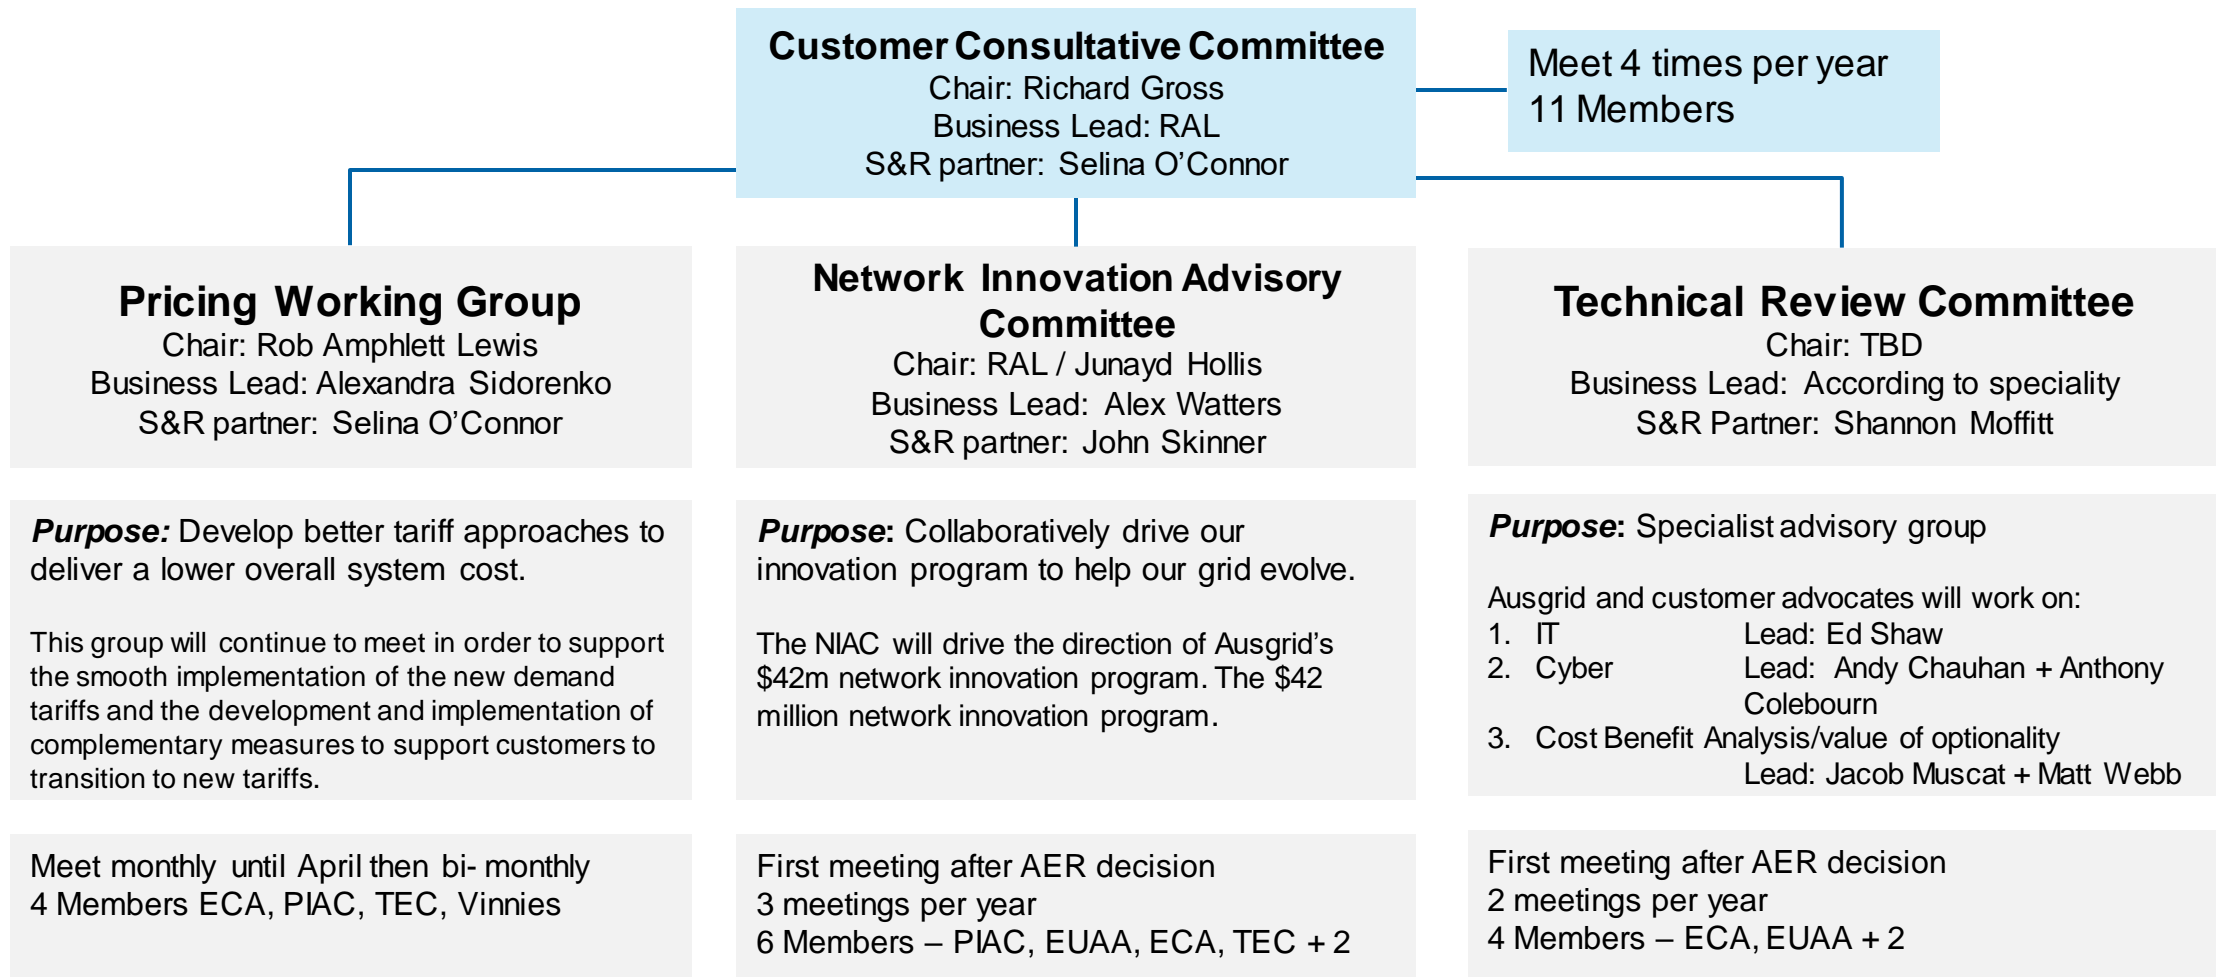 Customer Consultative Committee
Chair: Richard Gross
Business Lead: RAL
S&R partner: Selina O’Connor
Meet 4 times per year
11 Members
Pricing Working Group
Chair: Rob Amphlett Lewis
Business Lead: Alexandra Sidorenko
S&R partner: Selina O’Connor
Network Innovation Advisory
Committee
Chair: RAL / Junayd Hollis
Business Lead: Alex Watters
S&R partner: John Skinner
Technical Review Committee
Chair: TBD
Business Lead: According to speciality
S&R Partner: Shannon Moffitt
Purpose: Develop better tariff approaches to
deliver a lower overall system cost.
This group will continue to meet in order to support
the smooth implementation of the new demand
tariffs and the development and implementation of
complementary measures to support customers to
transition to new tariffs.
Purpose: Collaboratively drive our
innovation program to help our grid evolve.
The NIAC will drive the direction of Ausgrid’s
$42m network innovation program. The $42
million network innovation program.
Purpose: Specialist advisory group
Ausgrid and customer advocates will work on:
1. IT Lead: Ed Shaw
2. Cyber Lead: Andy Chauhan + Anthony
Colebourn
3. Cost Benefit Analysis/value of optionality
Lead: Jacob Muscat + Matt Webb
Meet monthly until April then bi- monthly
4 Members ECA, PIAC, TEC, Vinnies
First meeting after AER decision
3 meetings per year
6 Members – PIAC, EUAA, ECA, TEC + 2
First meeting after AER decision
2 meetings per year
4 Members – ECA, EUAA + 2